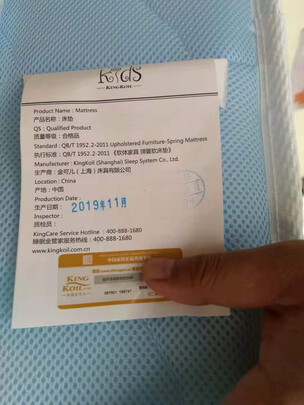 KidS
KINGKOIL
Product Name: Mattress
产品名称：床垫
QS: Qualified Product
质量等级：合格品
Standard: QB/T 1952.2-2011 Upholstered Furniture-Spring Mattress
执行标准：QB/T 1952.2-2011 《软体家具 弹簧软床垫》
Manufacturer: KingKoil (Shanghai) Sleep System Co., Ltd.
生产商：金可儿（上海）床具有限公司
Location: China
产地：中国
Production Date:
生产日期：2019年11月
Inspector:
质检员：
KingCare Service Hotline : 400-888-1680
睡眠金管家服务热线：400-888-1680
www.kingkoil.com.cn
KING
KOIL